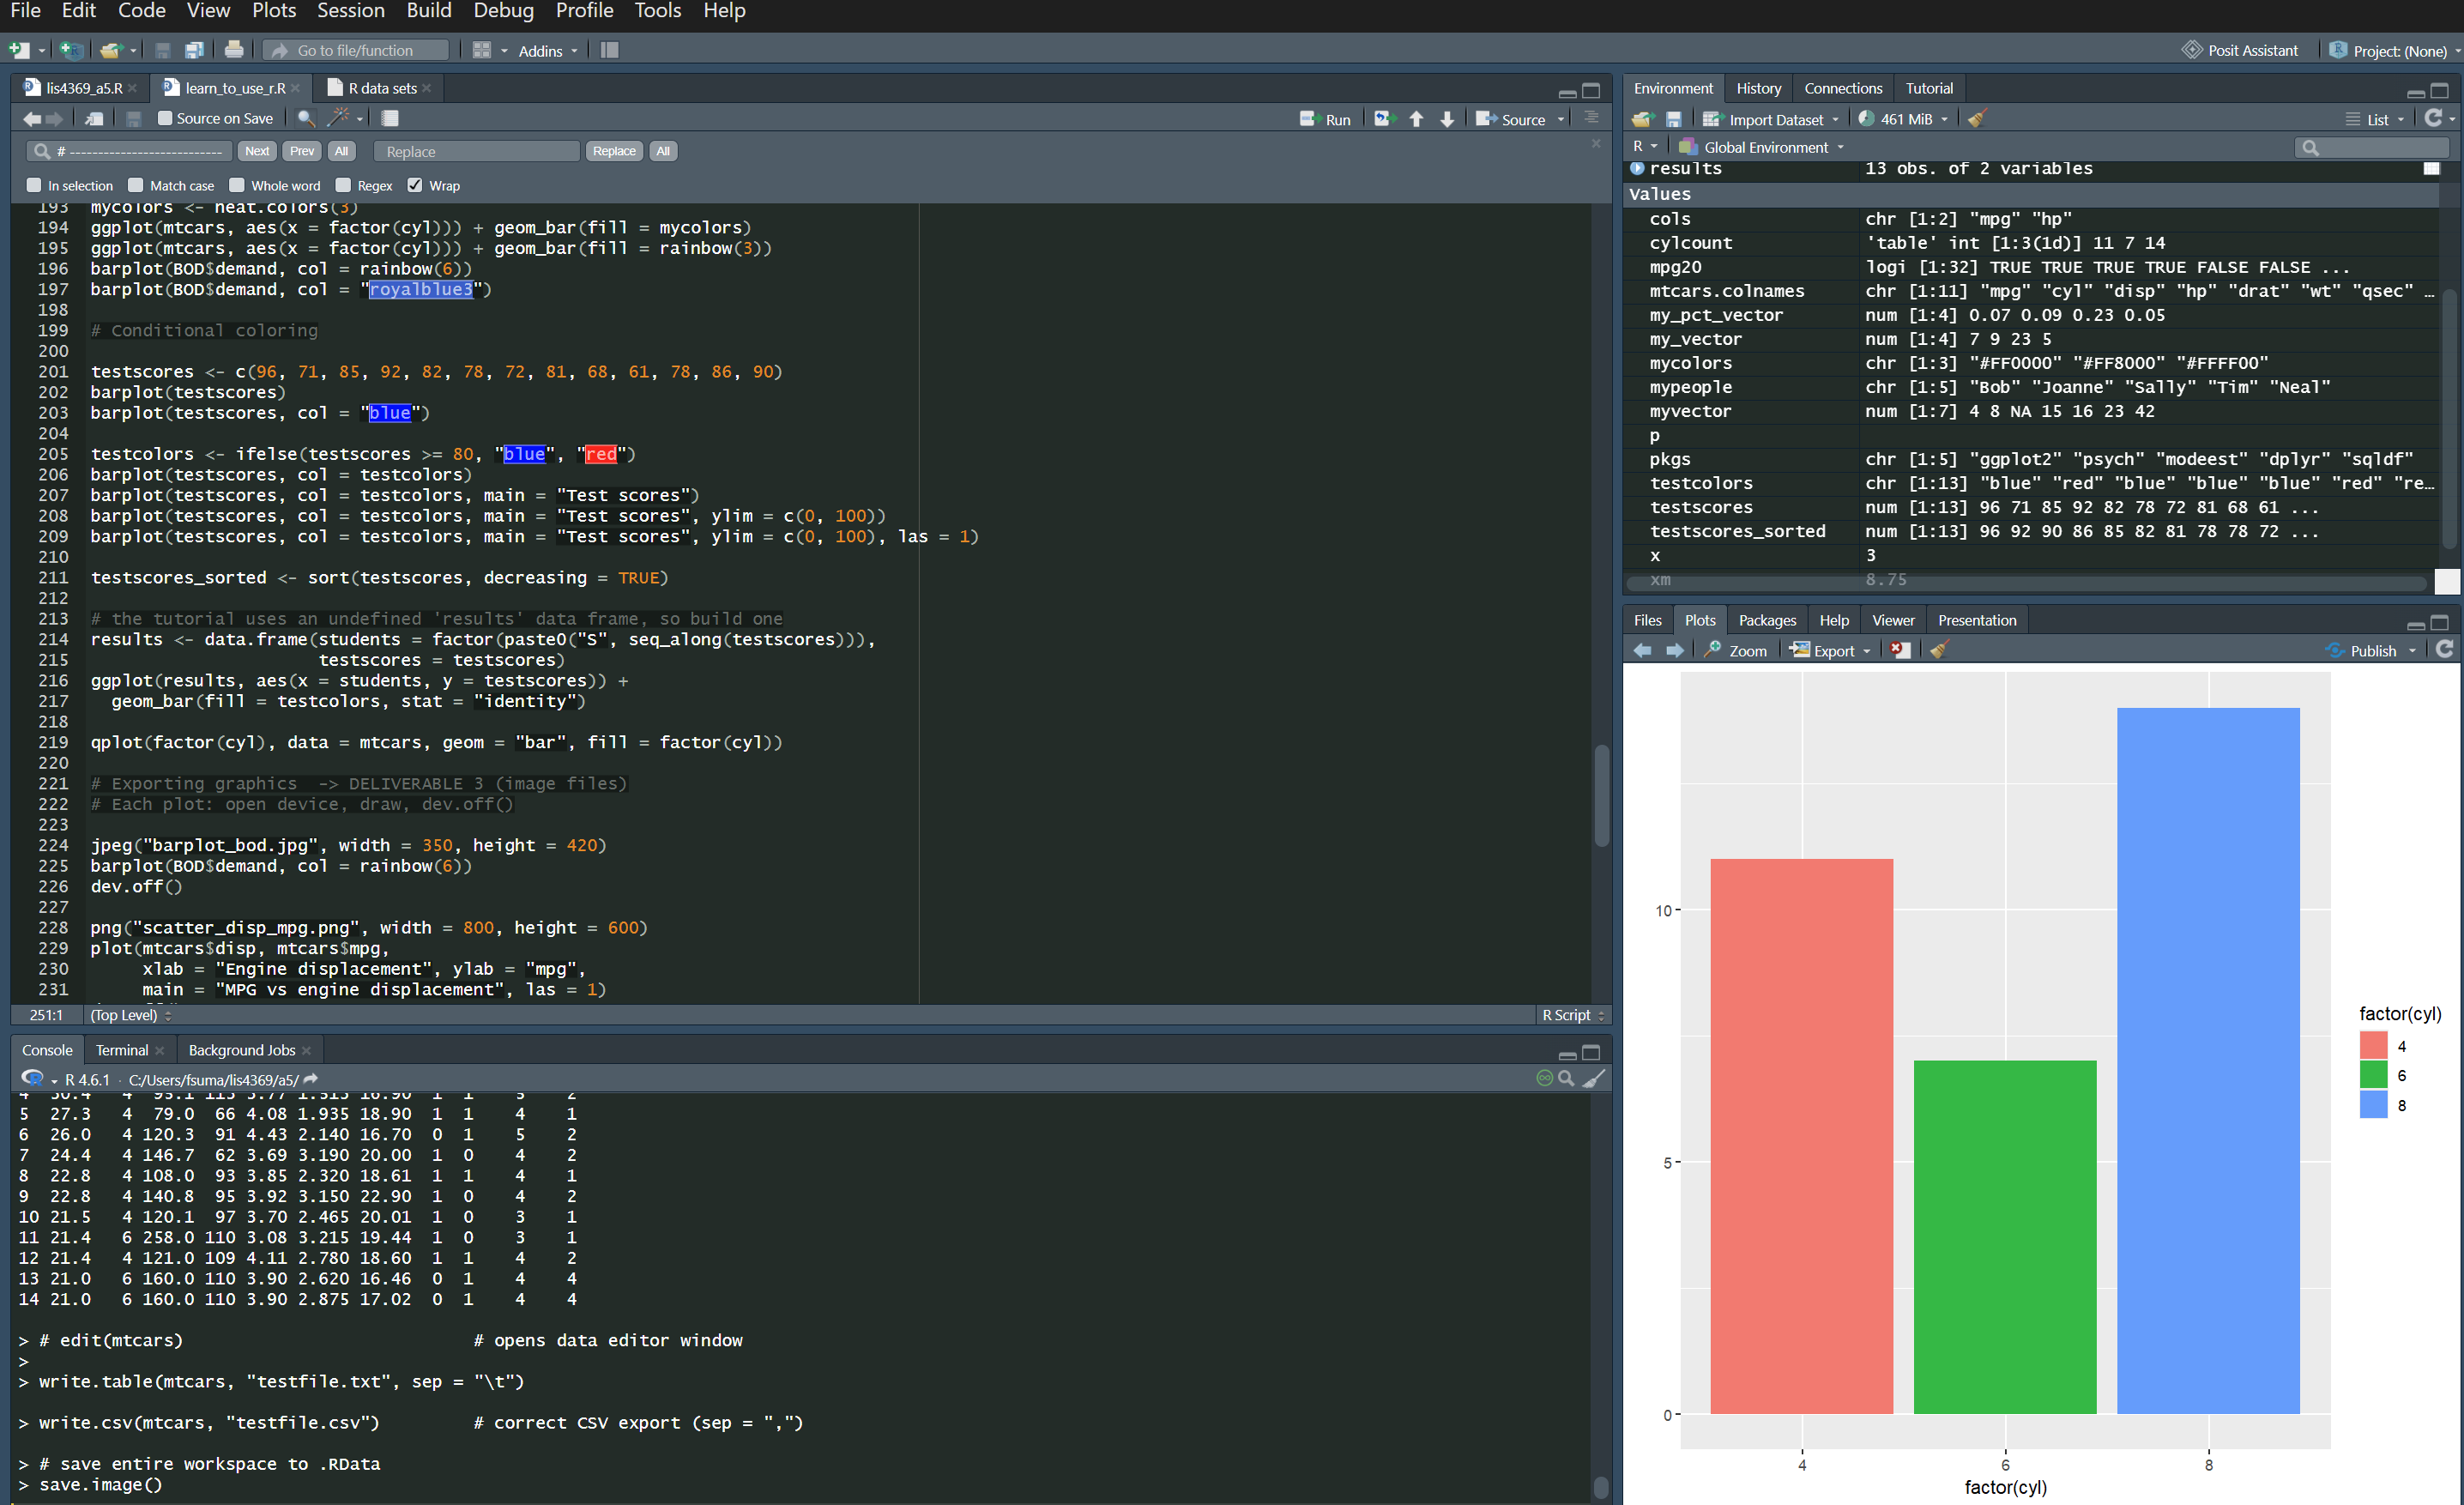 File Edit Code View Plots Session Build Debug Profile Tools Help
Go to file/function Addins Posit Assistant Project: (None)
lis4369_a5.R learn_to_use_r.R R data sets
Source on Save Run Source
# ---------------------------- Next Prev All Replace Replace All
In selection Match case Whole word Regex Wrap
193 mycolors <- heat.colors(3)
194 ggplot(mtcars, aes(x = factor(cyl))) + geom_bar(fill = mycolors)
195 ggplot(mtcars, aes(x = factor(cyl))) + geom_bar(fill = rainbow(3))
196 barplot(BOD$demand, col = rainbow(6))
197 barplot(BOD$demand, col = "royalblue3")
198
199 # Conditional coloring
200
201 testscores <- c(96, 71, 85, 92, 82, 78, 72, 81, 68, 61, 78, 86, 90)
202 barplot(testscores)
203 barplot(testscores, col = "blue")
204
205 testcolors <- ifelse(testscores >= 80, "blue", "red")
206 barplot(testscores, col = testcolors)
207 barplot(testscores, col = testcolors, main = "Test scores")
208 barplot(testscores, col = testcolors, main = "Test scores", ylim = c(0, 100))
209 barplot(testscores, col = testcolors, main = "Test scores", ylim = c(0, 100), las = 1)
210
211 testscores_sorted <- sort(testscores, decreasing = TRUE)
212
213 # the tutorial uses an undefined 'results' data frame, so build one
214 results <- data.frame(students = factor(paste0("S", seq_along(testscores))),
215 testscores = testscores)
216 ggplot(results, aes(x = students, y = testscores)) +
217 geom_bar(fill = testcolors, stat = "identity")
218
219 qplot(factor(cyl), data = mtcars, geom = "bar", fill = factor(cyl))
220
221 # Exporting graphics -> DELIVERABLE 3 (image files)
222 # Each plot: open device, draw, dev.off()
223
224 jpeg("barplot_bod.jpg", width = 350, height = 420)
225 barplot(BOD$demand, col = rainbow(6))
226 dev.off()
227
228 png("scatter_disp_mpg.png", width = 800, height = 600)
229 plot(mtcars$disp, mtcars$mpg,
230 xlab = "Engine displacement", ylab = "mpg",
231 main = "MPG vs engine displacement", las = 1)
251:1 (Top Level) R Script
Console Terminal Background Jobs
R 4.6.1 · C:/Users/fsuma/lis4369/a5/
4 30.4 4 95.1 113 3.77 1.513 16.90 1 1 5 2
5 27.3 4 79.0 66 4.08 1.935 18.90 1 1 4 1
6 26.0 4 120.3 91 4.43 2.140 16.70 0 1 5 2
7 24.4 4 146.7 62 3.69 3.190 20.00 1 0 4 2
8 22.8 4 108.0 93 3.85 2.320 18.61 1 1 4 1
9 22.8 4 140.8 95 3.92 3.150 22.90 1 0 4 2
10 21.5 4 120.1 97 3.70 2.465 20.01 1 0 3 1
11 21.4 6 258.0 110 3.08 3.215 19.44 1 0 3 1
12 21.4 4 121.0 109 4.11 2.780 18.60 1 1 4 2
13 21.0 6 160.0 110 3.90 2.620 16.46 0 1 4 4
14 21.0 6 160.0 110 3.90 2.875 17.02 0 1 4 4
> # edit(mtcars) # opens data editor window
>
> write.table(mtcars, "testfile.txt", sep = "\t")
> write.csv(mtcars, "testfile.csv") # correct CSV export (sep = ",")
> # save entire workspace to .RData
> save.image()
Environment History Connections Tutorial
Import Dataset 461 MiB List
R Global Environment
results 13 obs. of 2 variables
Values
cols chr [1:2] "mpg" "hp"
cylcount 'table' int [1:3(1d)] 11 7 14
mpg20 logi [1:32] TRUE TRUE TRUE TRUE FALSE FALSE ...
mtcars.colnames chr [1:11] "mpg" "cyl" "disp" "hp" "drat" "wt" "qsec" …
my_pct_vector num [1:4] 0.07 0.09 0.23 0.05
my_vector num [1:4] 7 9 23 5
mycolors chr [1:3] "#FF0000" "#FF8000" "#FFFF00"
mypeople chr [1:5] "Bob" "Joanne" "Sally" "Tim" "Neal"
myvector num [1:7] 4 8 NA 15 16 23 42
p
pkgs chr [1:5] "ggplot2" "psych" "modeest" "dplyr" "sqldf"
testcolors chr [1:13] "blue" "red" "blue" "blue" "blue" "red" "re…
testscores num [1:13] 96 71 85 92 82 78 72 81 68 61 ...
testscores_sorted num [1:13] 96 92 90 86 85 82 81 78 78 72 ...
x 3
xm 8.75
Files Plots Packages Help Viewer Presentation
Zoom Export Publish
10
5
0
4 6 8
factor(cyl)
factor(cyl)
4
6
8